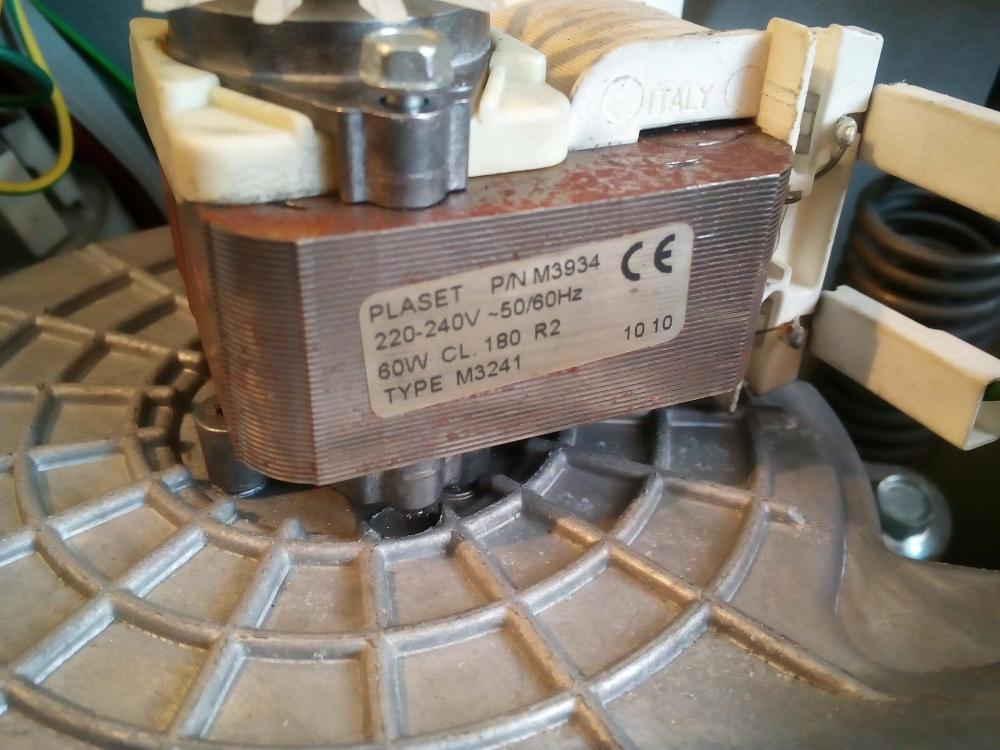 ITALY
PLASET P/N M3934 CE
220-240V ~50/60Hz
60W CL. 180 R2 10 10
TYPE M3241